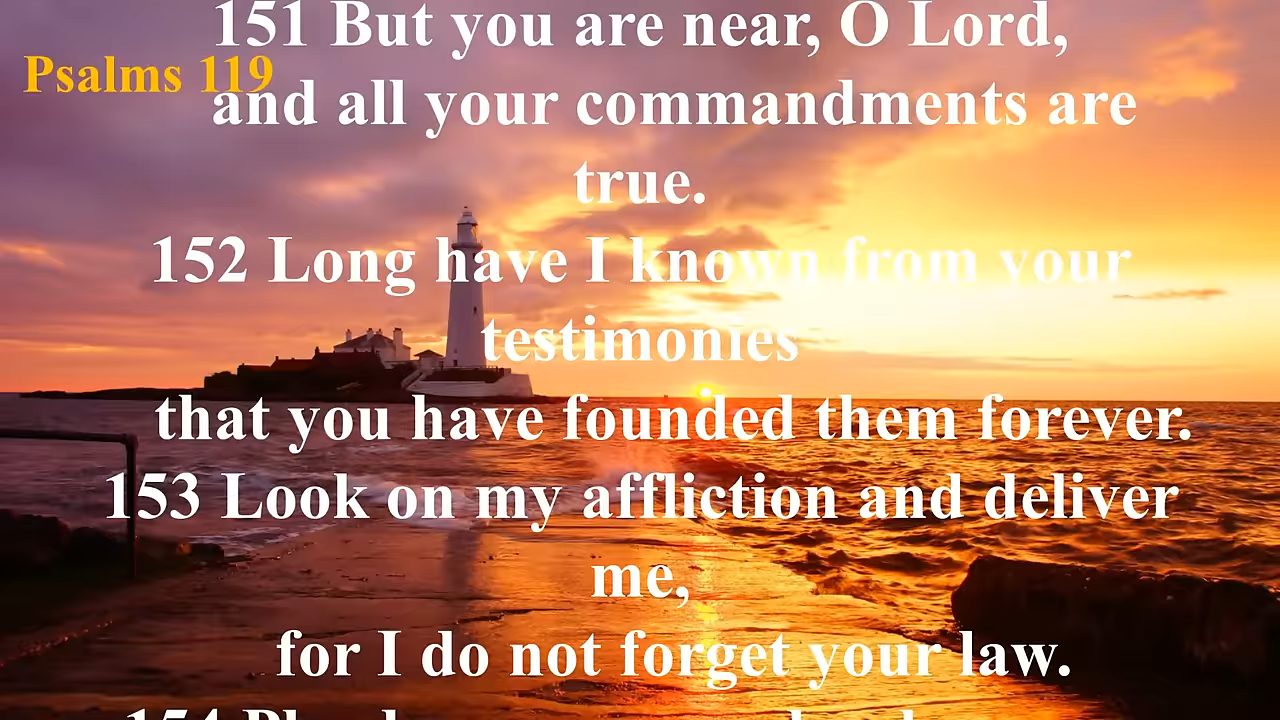 151 But you are near, O Lord,
Psalms 119
and all your commandments are
true.
152 Long have I known from your
testimonies
that you have founded them forever.
153 Look on my affliction and deliver
me,
for I do not forget your law.
154